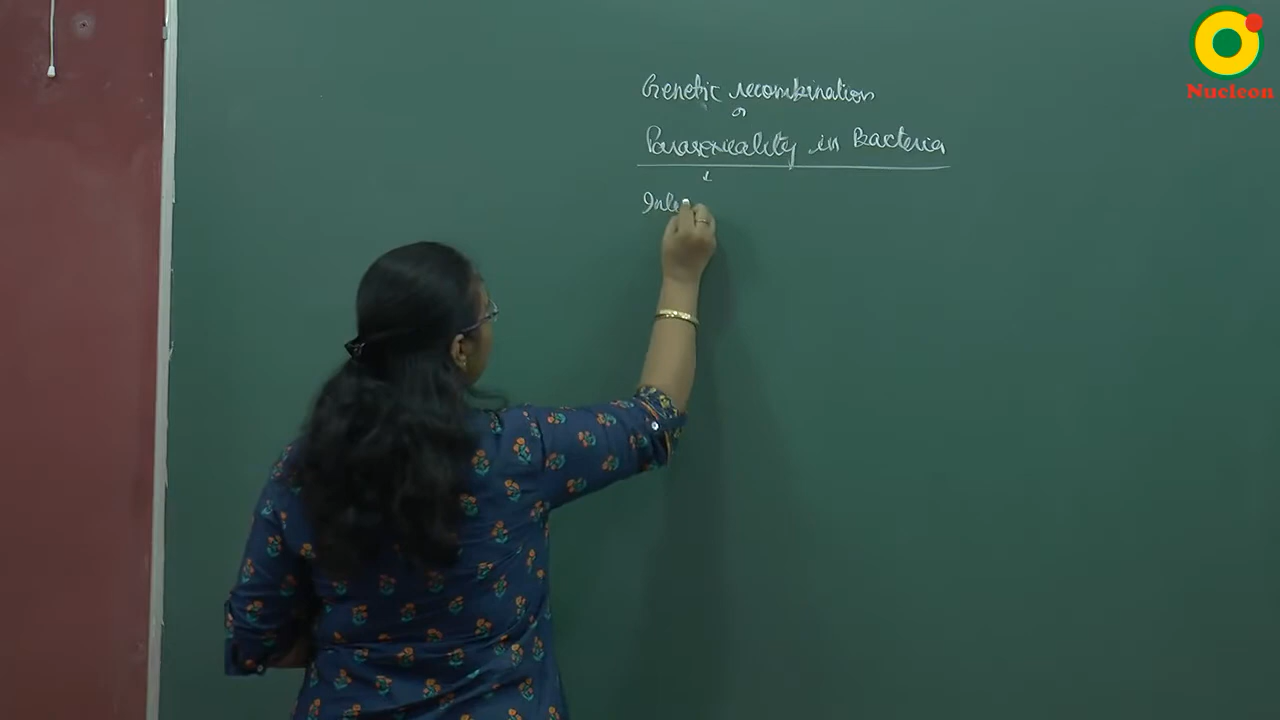 Genetic recombination
or
Parasexuality in Bacteria
Nucleon